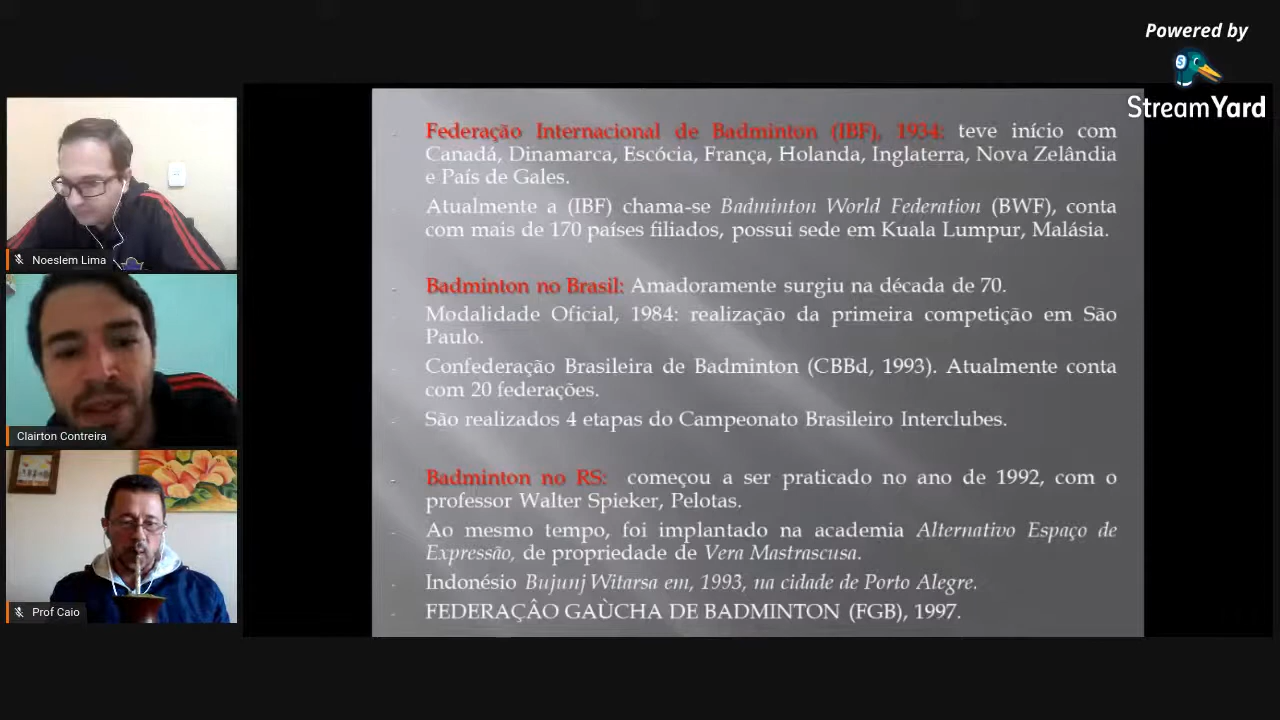 Powered by
StreamYard
Noeslem Lima
Clairton Contreira
Prof Caio
- Federação Internacional de Badminton (IBF), 1934: teve início com
Canadá, Dinamarca, Escócia, França, Holanda, Inglaterra, Nova Zelândia
e País de Gales.
- Atualmente a (IBF) chama-se Badminton World Federation (BWF), conta
com mais de 170 países filiados, possui sede em Kuala Lumpur, Malásia.
- Badminton no Brasil: Amadoramente surgiu na década de 70.
- Modalidade Oficial, 1984: realização da primeira competição em São
Paulo.
- Confederação Brasileira de Badminton (CBBd, 1993). Atualmente conta
com 20 federações.
- São realizados 4 etapas do Campeonato Brasileiro Interclubes.
- Badminton no RS: começou a ser praticado no ano de 1992, com o
professor Walter Spieker, Pelotas.
- Ao mesmo tempo, foi implantado na academia Alternativo Espaço de
Expressão, de propriedade de Vera Mastrascusa.
- Indonésio Bujunj Witarsa em, 1993, na cidade de Porto Alegre.
- FEDERAÇÂO GAÙCHA DE BADMINTON (FGB), 1997.